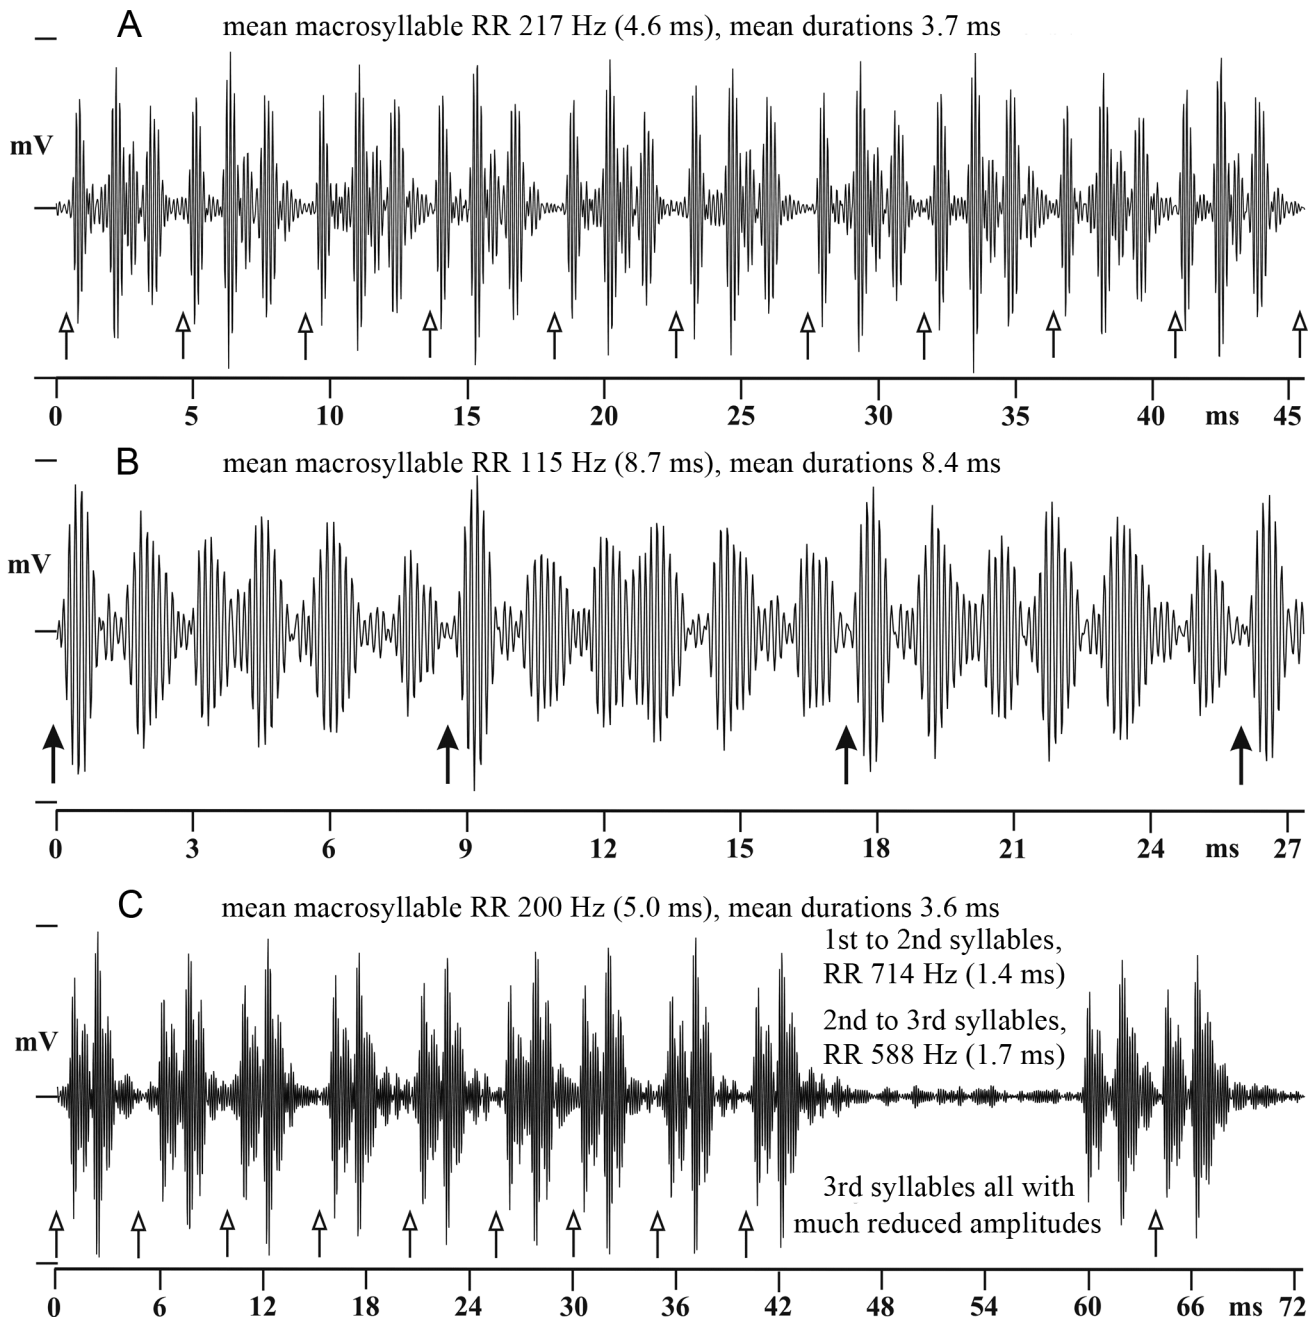 A
mean macrosyllable RR 217 Hz (4.6 ms), mean durations 3.7 ms
mV
0 5 10 15 20 25 30 35 40 ms 45
B
mean macrosyllable RR 115 Hz (8.7 ms), mean durations 8.4 ms
mV
0 3 6 9 12 15 18 21 24 ms 27
C
mean macrosyllable RR 200 Hz (5.0 ms), mean durations 3.6 ms
1st to 2nd syllables,
RR 714 Hz (1.4 ms)
2nd to 3rd syllables,
RR 588 Hz (1.7 ms)
mV
3rd syllables all with
much reduced amplitudes
0 6 12 18 24 30 36 42 48 54 60 66 ms 72